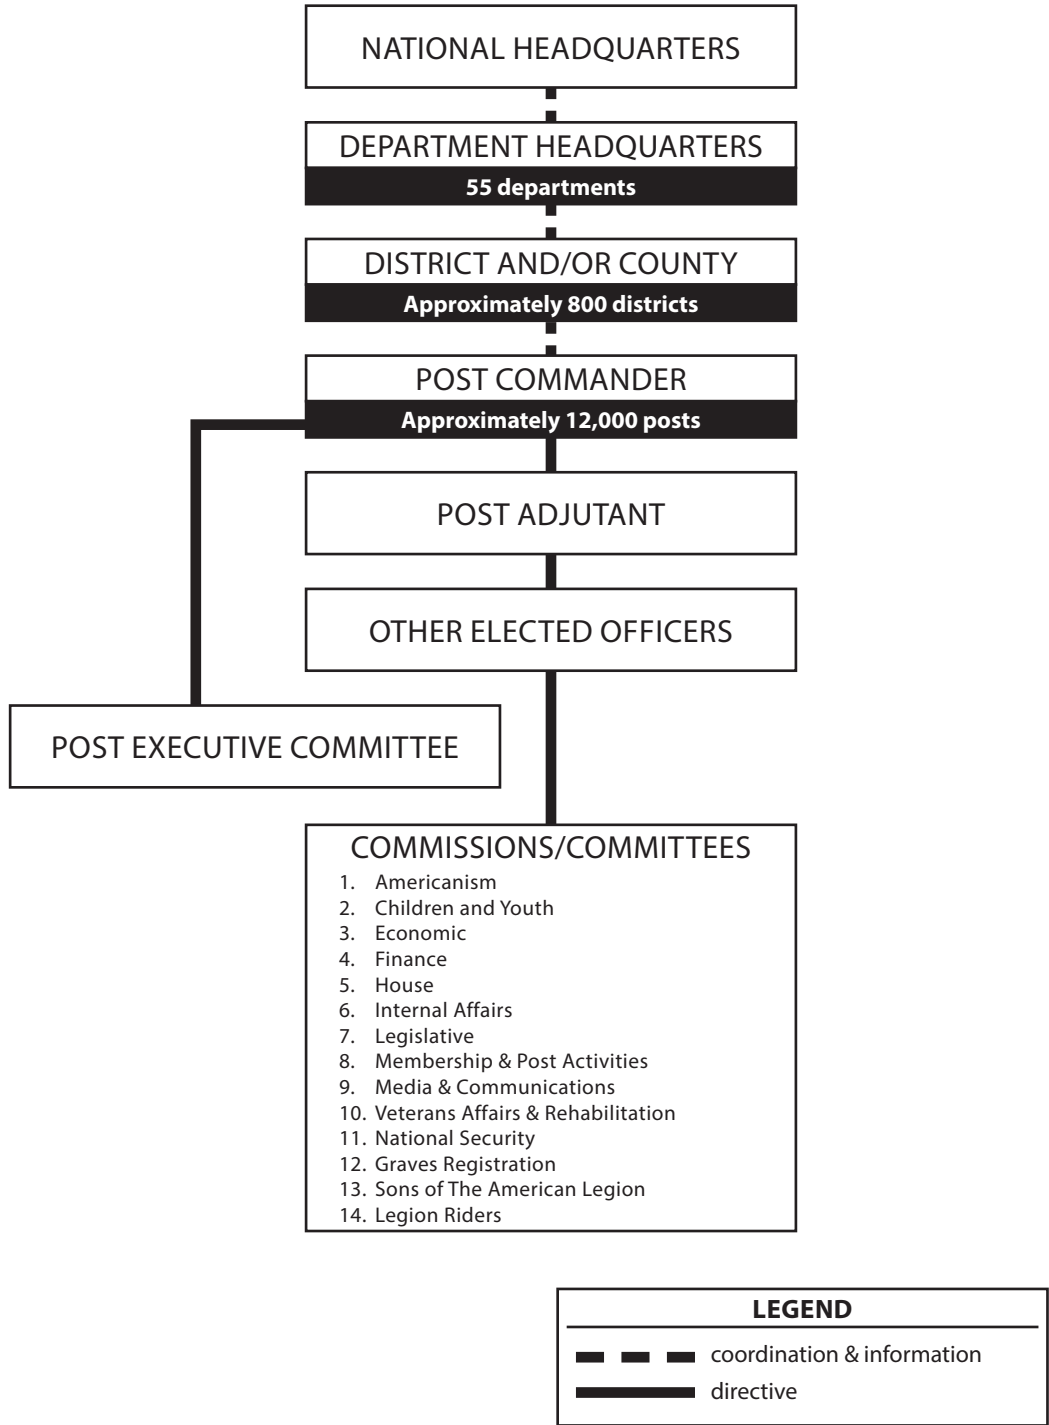 NATIONAL HEADQUARTERS
DEPARTMENT HEADQUARTERS
55 departments
DISTRICT AND/OR COUNTY
Approximately 800 districts
POST COMMANDER
Approximately 12,000 posts
POST ADJUTANT
OTHER ELECTED OFFICERS
POST EXECUTIVE COMMITTEE
COMMISSIONS/COMMITTEES
1. Americanism
2. Children and Youth
3. Economic
4. Finance
5. House
6. Internal Affairs
7. Legislative
8. Membership & Post Activities
9. Media & Communications
10. Veterans Affairs & Rehabilitation
11. National Security
12. Graves Registration
13. Sons of The American Legion
14. Legion Riders
LEGEND
coordination & information
directive